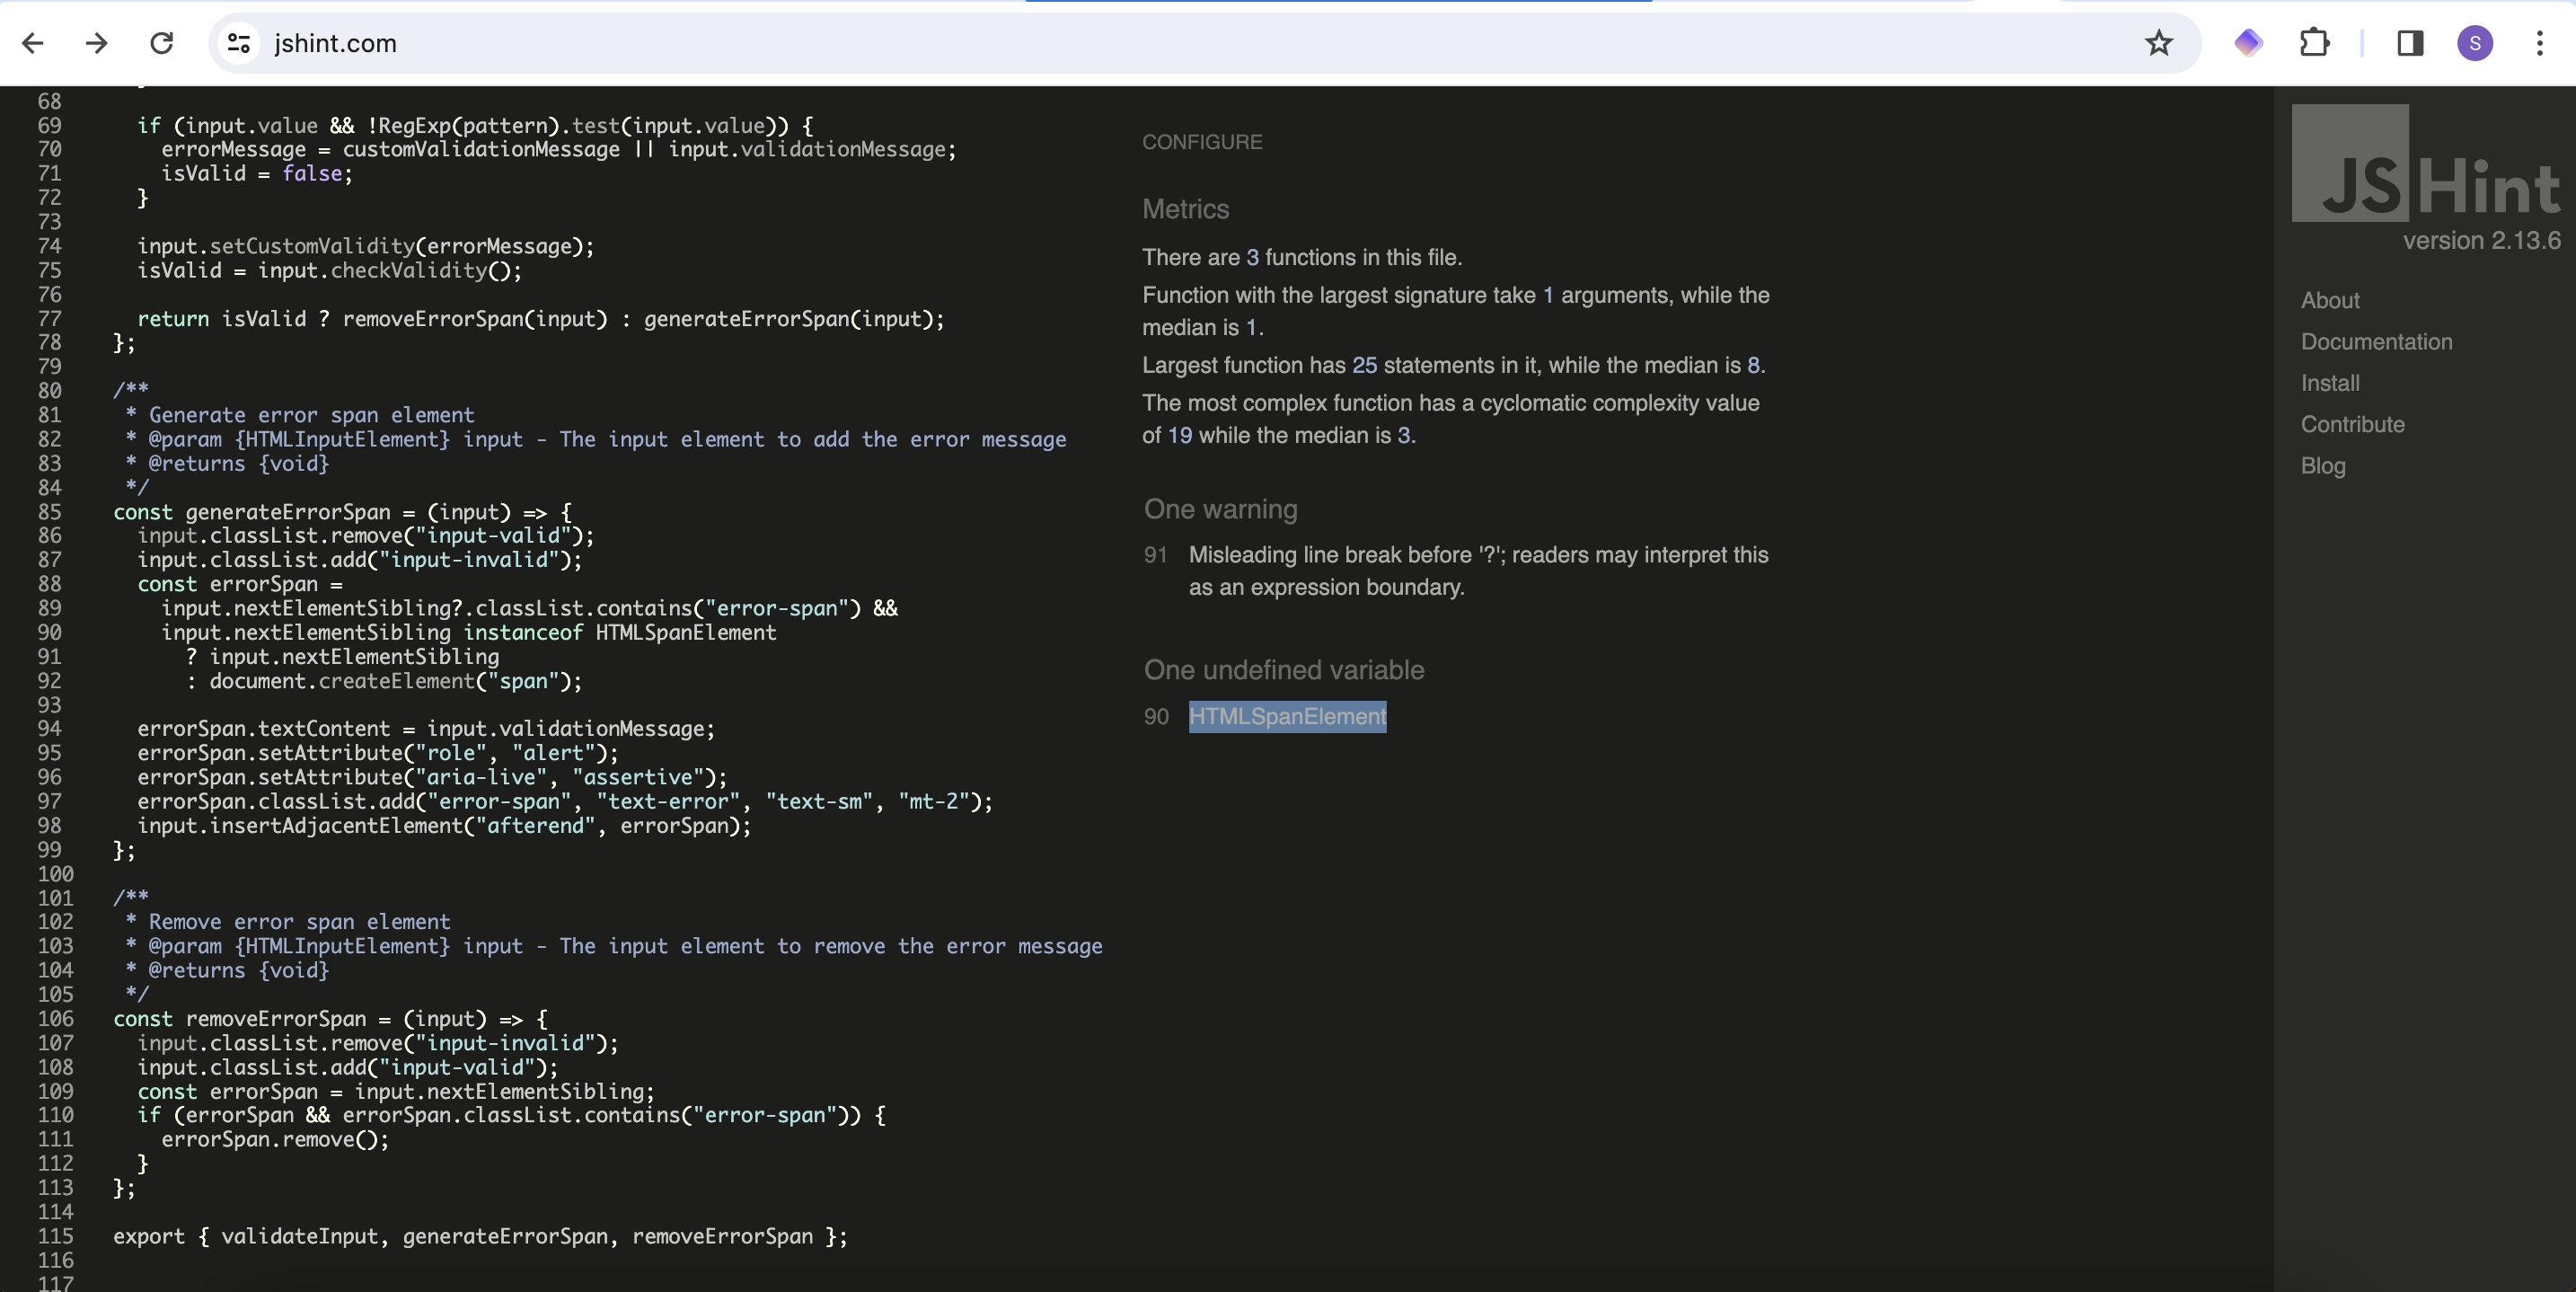 jshint.com
S
68
69 if (input.value && !RegExp(pattern).test(input.value)) {
70 errorMessage = customValidationMessage || input.validationMessage;
71 isValid = false;
72 }
73
74 input.setCustomValidity(errorMessage);
75 isValid = input.checkValidity();
76
77 return isValid ? removeErrorSpan(input) : generateErrorSpan(input);
78 };
79
80 /**
81 * Generate error span element
82 * @param {HTMLInputElement} input - The input element to add the error message
83 * @returns {void}
84 */
85 const generateErrorSpan = (input) => {
86 input.classList.remove("input-valid");
87 input.classList.add("input-invalid");
88 const errorSpan =
89 input.nextElementSibling?.classList.contains("error-span") &&
90 input.nextElementSibling instanceof HTMLSpanElement
91 ? input.nextElementSibling
92 : document.createElement("span");
93
94 errorSpan.textContent = input.validationMessage;
95 errorSpan.setAttribute("role", "alert");
96 errorSpan.setAttribute("aria-live", "assertive");
97 errorSpan.classList.add("error-span", "text-error", "text-sm", "mt-2");
98 input.insertAdjacentElement("afterend", errorSpan);
99 };
100
101 /**
102 * Remove error span element
103 * @param {HTMLInputElement} input - The input element to remove the error message
104 * @returns {void}
105 */
106 const removeErrorSpan = (input) => {
107 input.classList.remove("input-invalid");
108 input.classList.add("input-valid");
109 const errorSpan = input.nextElementSibling;
110 if (errorSpan && errorSpan.classList.contains("error-span")) {
111 errorSpan.remove();
112 }
113 };
114
115 export { validateInput, generateErrorSpan, removeErrorSpan };
116
117
CONFIGURE
Metrics
There are 3 functions in this file.
Function with the largest signature take 1 arguments, while the
median is 1.
Largest function has 25 statements in it, while the median is 8.
The most complex function has a cyclomatic complexity value
of 19 while the median is 3.
One warning
91 Misleading line break before '?'; readers may interpret this
as an expression boundary.
One undefined variable
90 HTMLSpanElement
JSHint
version 2.13.6
About
Documentation
Install
Contribute
Blog